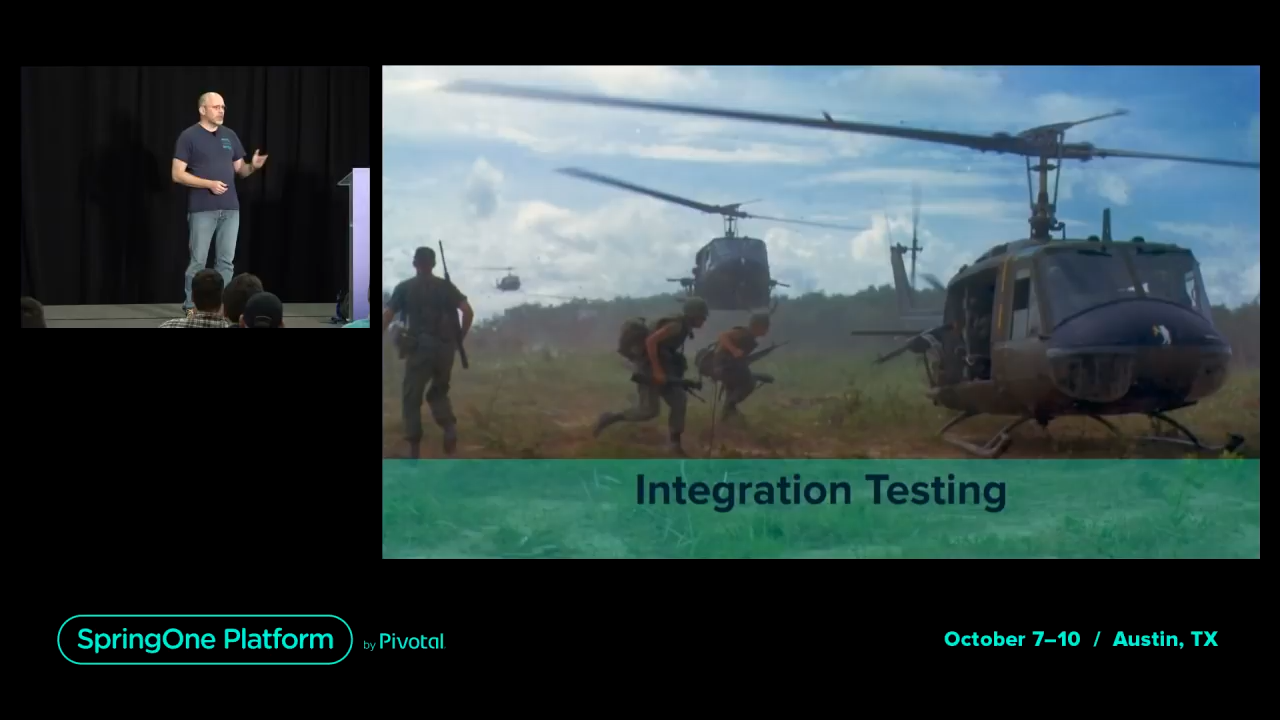 Integration Testing
SpringOne Platform by Pivotal
October 7–10 / Austin, TX